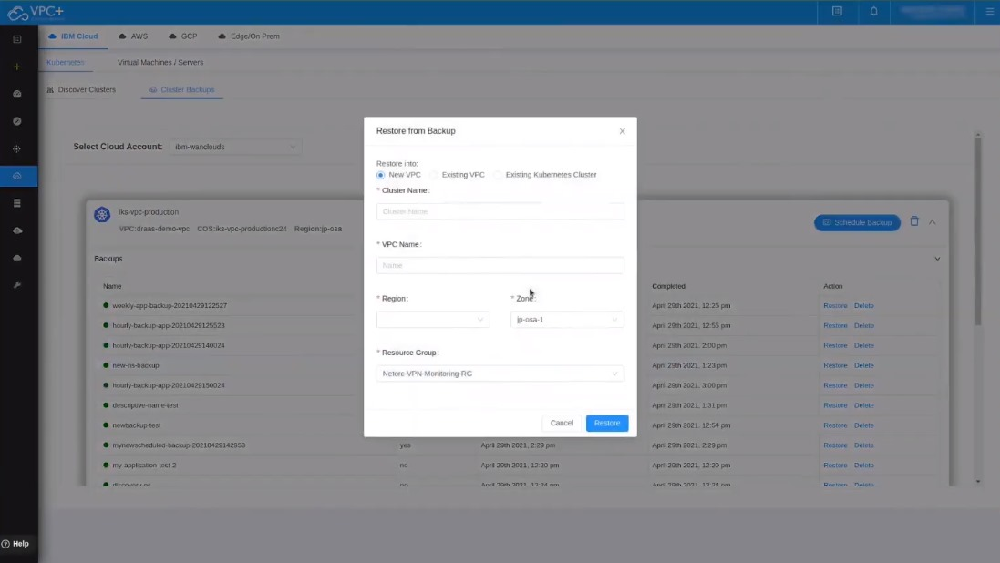 VPC+
IBM Cloud AWS GCP Edge/On Prem
Kubernetes Virtual Machines / Servers
Discover Clusters Cluster Backups
Select Cloud Account: ibm-wanclouds
iks-vpc-production
VPC:draas-demo-vpc COS:iks-vpc-productionc24 Region:jp-osa
Schedule Backup
Backups
Name Completed Action
weekly-app-backup-20210429122527 April 29th 2021, 12:25 pm Restore Delete
hourly-backup-app-20210429125523 April 29th 2021, 12:55 pm Restore Delete
hourly-backup-app-20210429140024 April 29th 2021, 2:00 pm Restore Delete
new-ns-backup April 29th 2021, 1:23 pm Restore Delete
hourly-backup-app-20210429150024 April 29th 2021, 3:00 pm Restore Delete
descriptive-name-test April 29th 2021, 1:31 pm Restore Delete
newbackup-test April 29th 2021, 12:54 pm Restore Delete
mynewscheduled-backup-20210429142953 yes April 29th 2021, 2:29 pm April 29th 2021, 2:29 pm Restore Delete
my-application-test-2 no April 29th 2021, 12:20 pm April 29th 2021, 12:20 pm Restore Delete
discovery-ns no April 29th 2021, 12:24 pm April 29th 2021, 12:24 pm Restore Delete
Restore from Backup
Restore into:
New VPC Existing VPC Existing Kubernetes Cluster
* Cluster Name:
Cluster Name
* VPC Name:
Name
* Region: * Zone:
jp-osa-1
* Resource Group:
Netorc-VPN-Monitoring-RG
Cancel Restore
Help